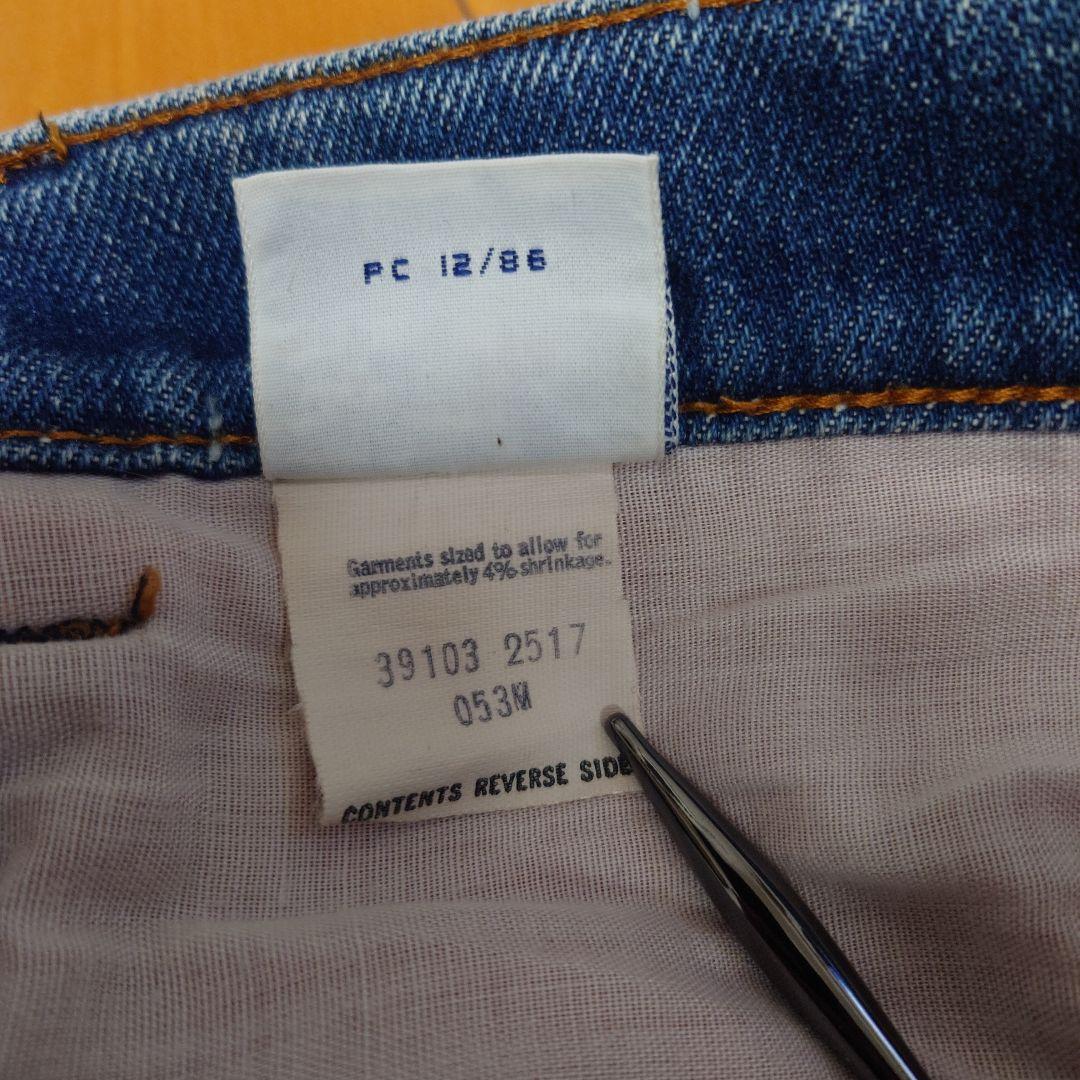 PC 12/86
Garments sized to allow for
approximately 4% shrinkage.
39103 2517
053M
CONTENTS REVERSE SIDE